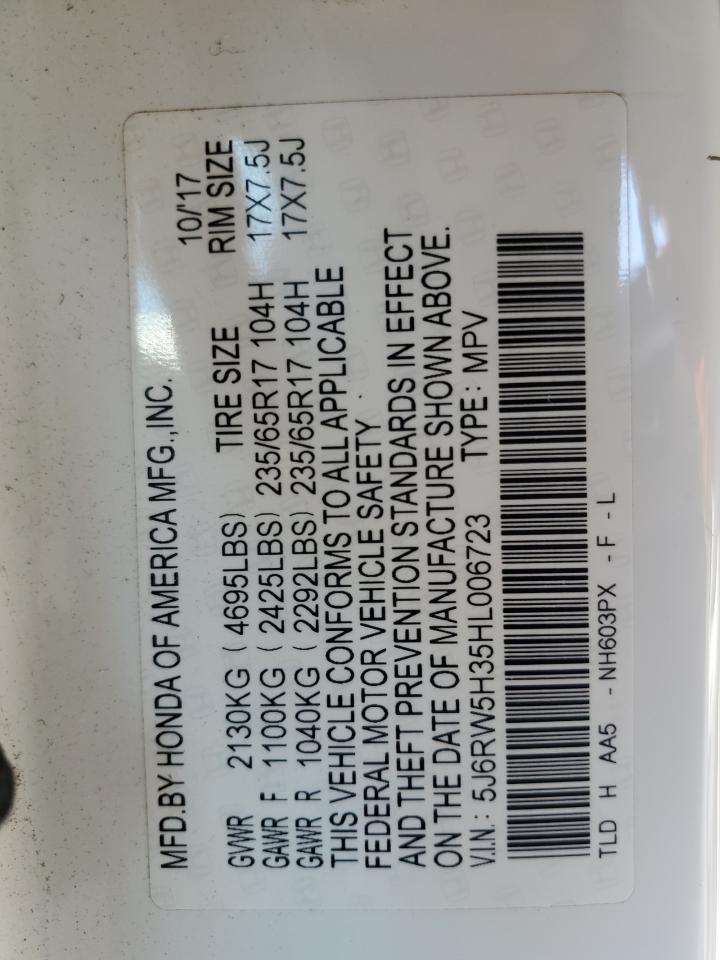 MFD.BY HONDA OF AMERICA MFG.,INC. 10/'17
GVWR 2130KG ( 4695LBS) TIRE SIZE RIM SIZE
GAWR F 1100KG ( 2425LBS) 235/65R17 104H 17X7.5J
GAWR R 1040KG ( 2292LBS) 235/65R17 104H 17X7.5J
THIS VEHICLE CONFORMS TO ALL APPLICABLE
FEDERAL MOTOR VEHICLE SAFETY
AND THEFT PREVENTION STANDARDS IN EFFECT
ON THE DATE OF MANUFACTURE SHOWN ABOVE.
V.I.N.: 5J6RW5H35HL006723 TYPE: MPV
TLD H AA5 - NH603PX - F - L